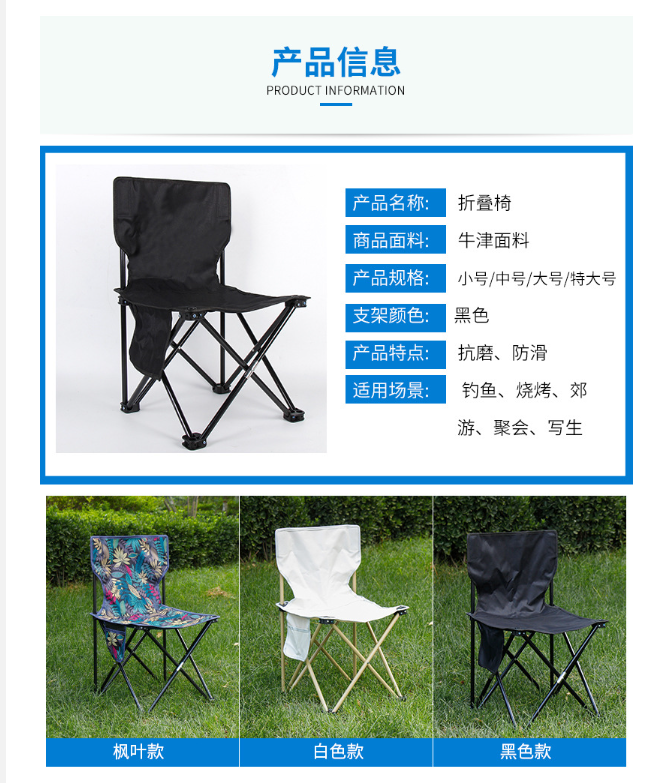 产品信息
PRODUCT INFORMATION
产品名称: 折叠椅
商品面料: 牛津面料
产品规格: 小号/中号/大号/特大号
支架颜色: 黑色
产品特点: 抗磨、防滑
适用场景: 钓鱼、烧烤、郊
游、聚会、写生
枫叶款 白色款 黑色款